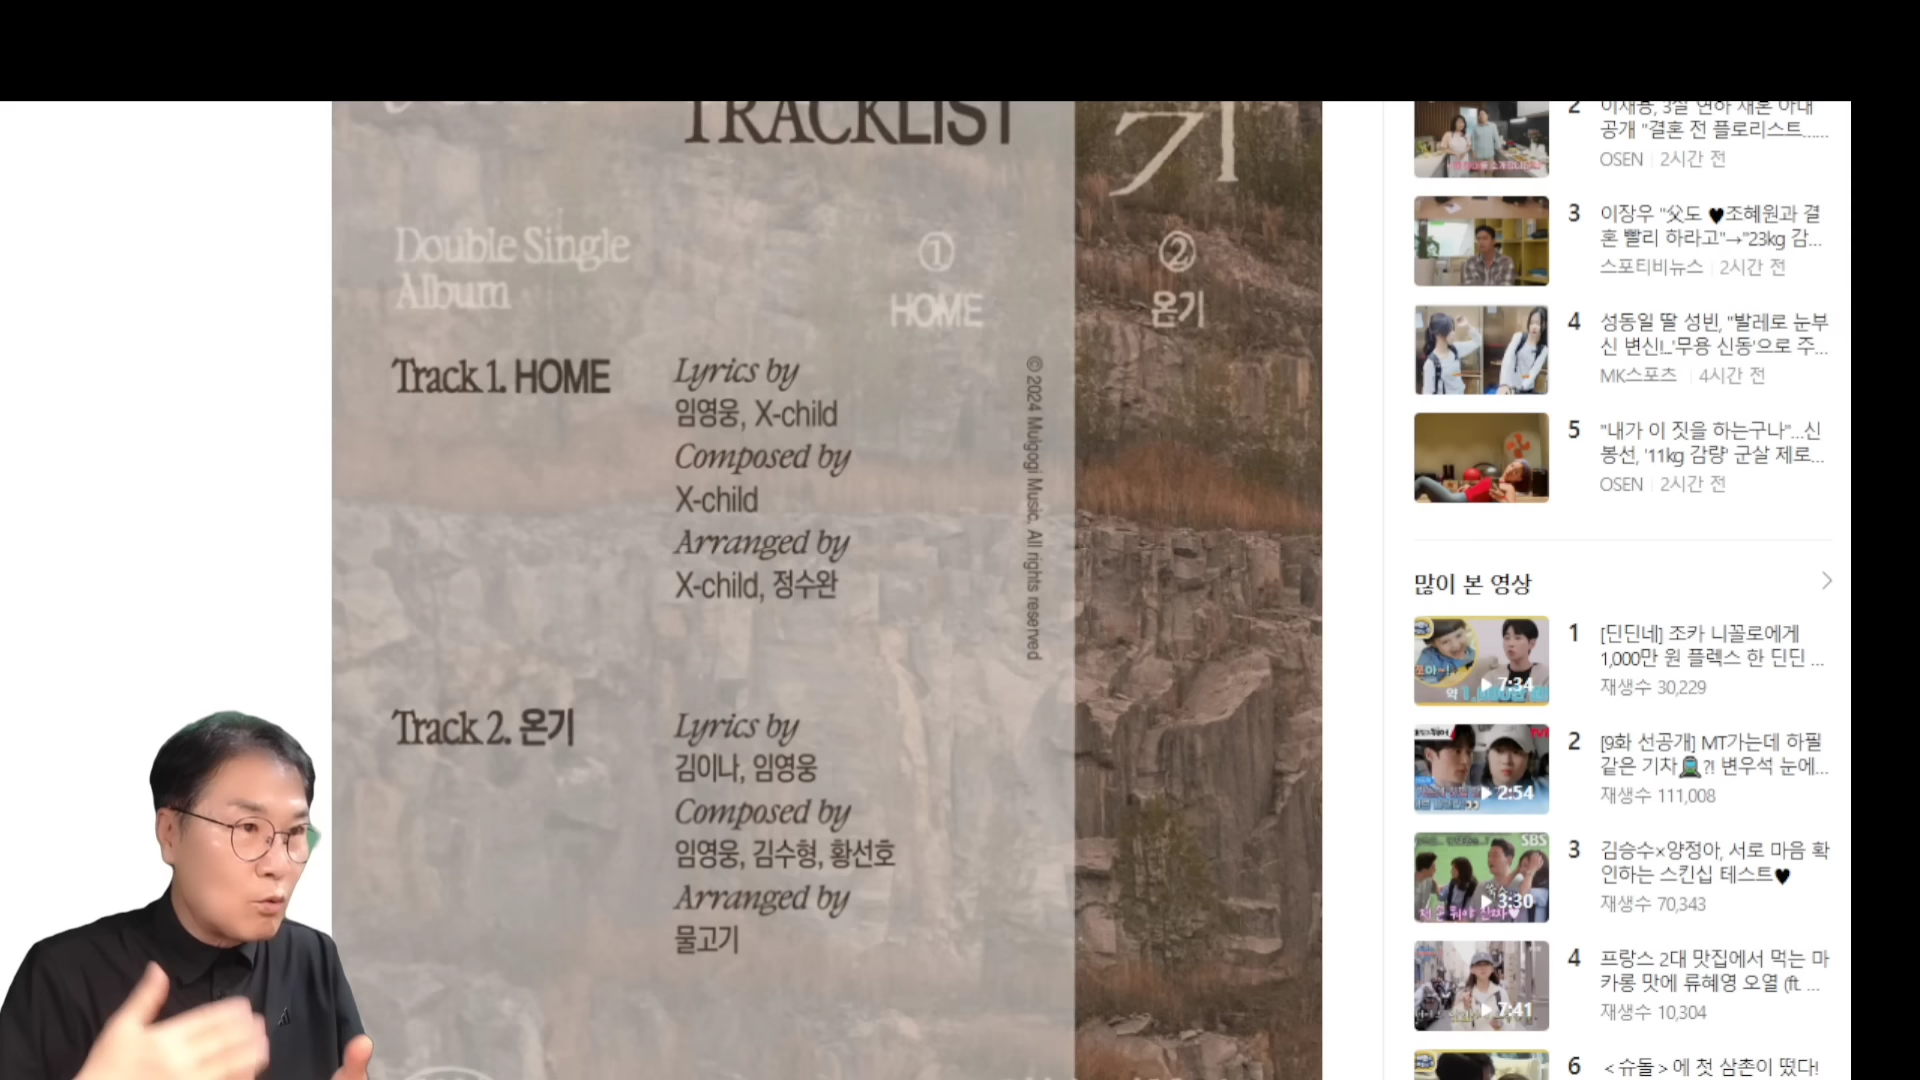 TRACKLIST
기
Double Single
Album
①
HOME
②
온기
Track 1. HOME
Lyrics by
임영웅, X-child
Composed by
X-child
Arranged by
X-child, 정수완
© 2024 Mulgogi Music. All rights reserved
Track 2. 온기
Lyrics by
김이나, 임영웅
Composed by
임영웅, 김수형, 황선호
Arranged by
물고기
2 이재용, 3살 연하 재혼 아내
공개 "결혼 전 플로리스트……
OSEN | 2시간 전
3 이장우 "父도 ♥조혜원과 결
혼 빨리 하라고"→"23kg 감...
스포티비뉴스 | 2시간 전
4 성동일 딸 성빈, "발레로 눈부
신 변신!..'무용 신동'으로 주...
MK스포츠 | 4시간 전
5 "내가 이 짓을 하는구나"...신
봉선, '11kg 감량' 군살 제로...
OSEN | 2시간 전
많이 본 영상
1 [딘딘네] 조카 니꼴로에게
1,000만 원 플렉스 한 딘딘 ...
재생수 30,229
7:34
2 [9화 선공개] MT가는데 하필
같은 기차🚊?! 변우석 눈에...
재생수 111,008
2:54
3 김승수×양정아, 서로 마음 확
인하는 스킨십 테스트♥
재생수 70,343
SBS
3:30
4 프랑스 2대 맛집에서 먹는 마
카롱 맛에 류혜영 오열 (ft. ...
재생수 10,304
7:41
6 <슈돌>에 첫 삼촌이 떴다!